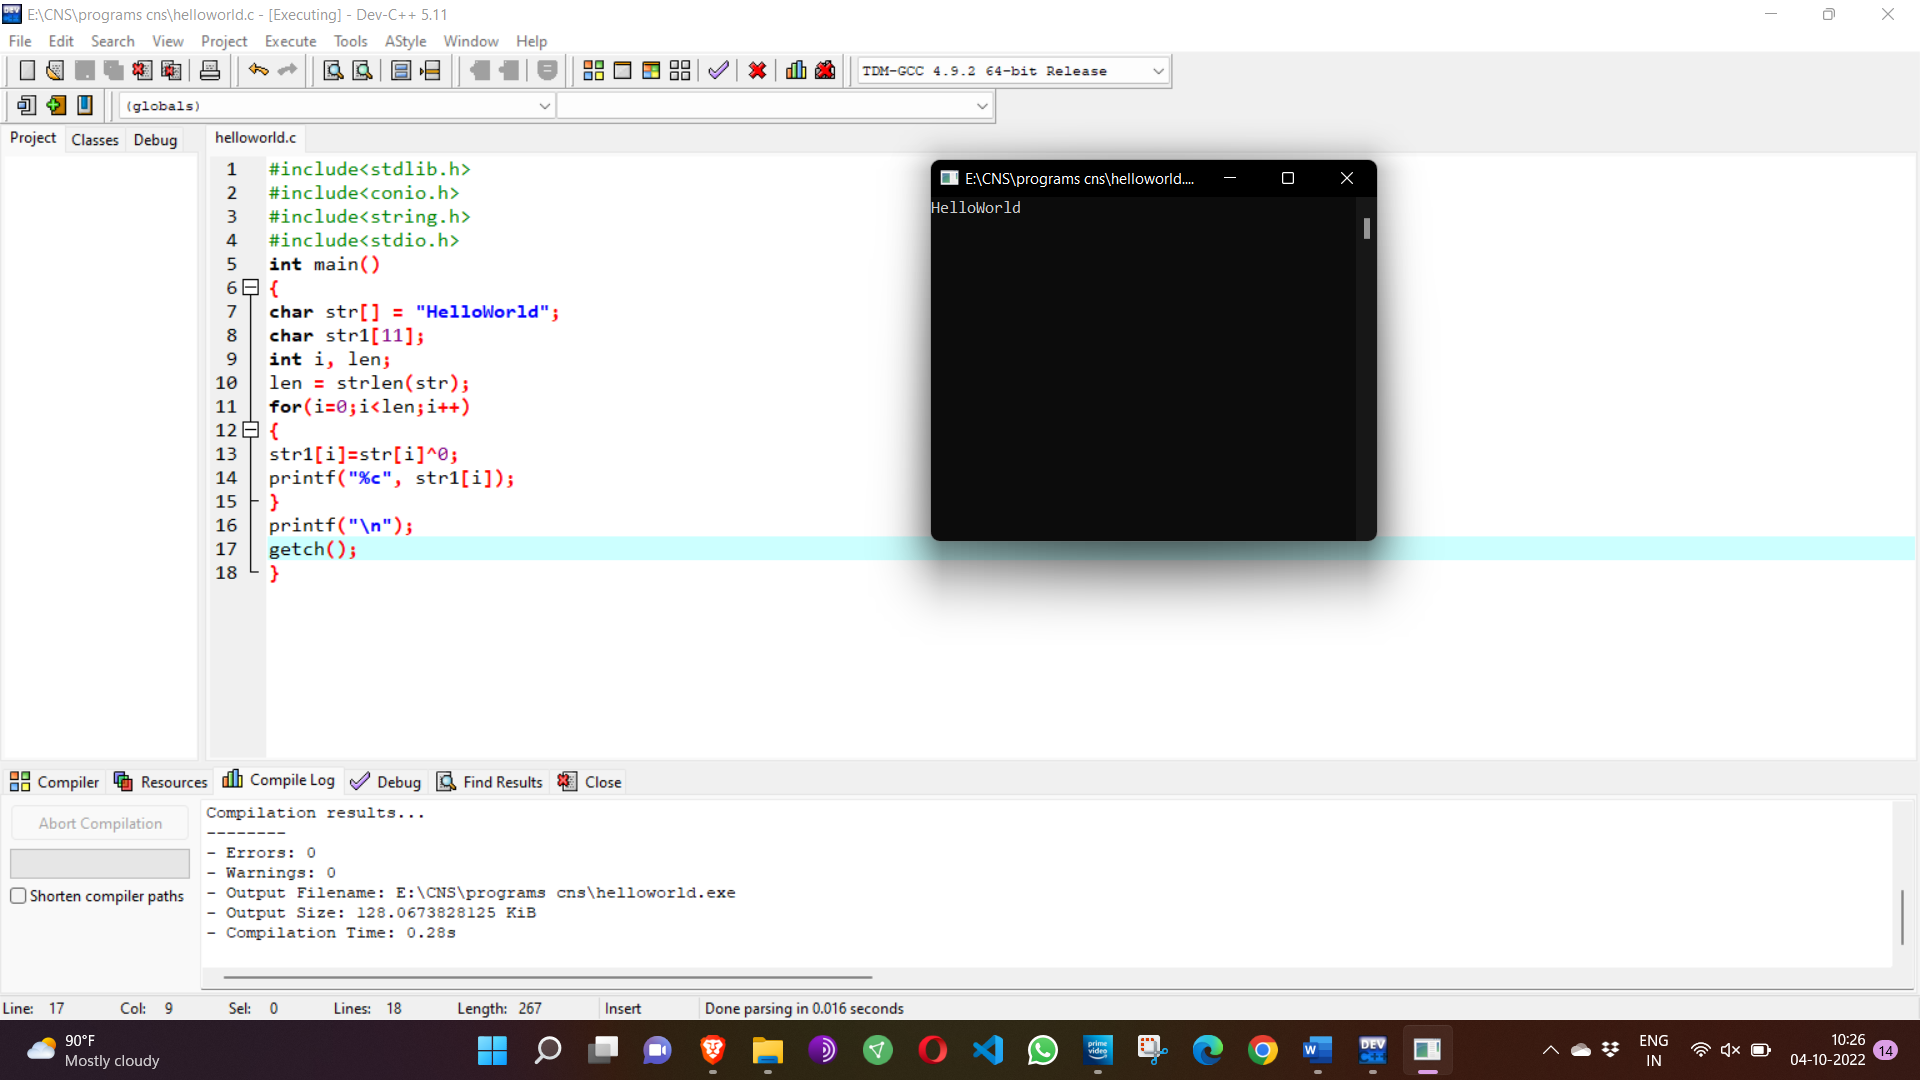 E:\CNS\programs cns\helloworld.c - [Executing] - Dev-C++ 5.11
File Edit Search View Project Execute Tools AStyle Window Help
TDM-GCC 4.9.2 64-bit Release
(globals)
Project Classes Debug
helloworld.c
1 #include<stdlib.h>
2 #include<conio.h>
3 #include<string.h>
4 #include<stdio.h>
5 int main()
6 {
7 char str[] = "HelloWorld";
8 char str1[11];
9 int i, len;
10 len = strlen(str);
11 for(i=0;i<len;i++)
12 {
13 str1[i]=str[i]^0;
14 printf("%c", str1[i]);
15 }
16 printf("\n");
17 getch();
18 }
E:\CNS\programs cns\helloworld....
HelloWorld
Compiler Resources Compile Log Debug Find Results Close
Abort Compilation
Shorten compiler paths
Compilation results...
--------
- Errors: 0
- Warnings: 0
- Output Filename: E:\CNS\programs cns\helloworld.exe
- Output Size: 128.0673828125 KiB
- Compilation Time: 0.28s
Line: 17 Col: 9 Sel: 0 Lines: 18 Length: 267 Insert Done parsing in 0.016 seconds
90°F
Mostly cloudy
prime video
DEV C++
ENG
IN
10:26
04-10-2022
14